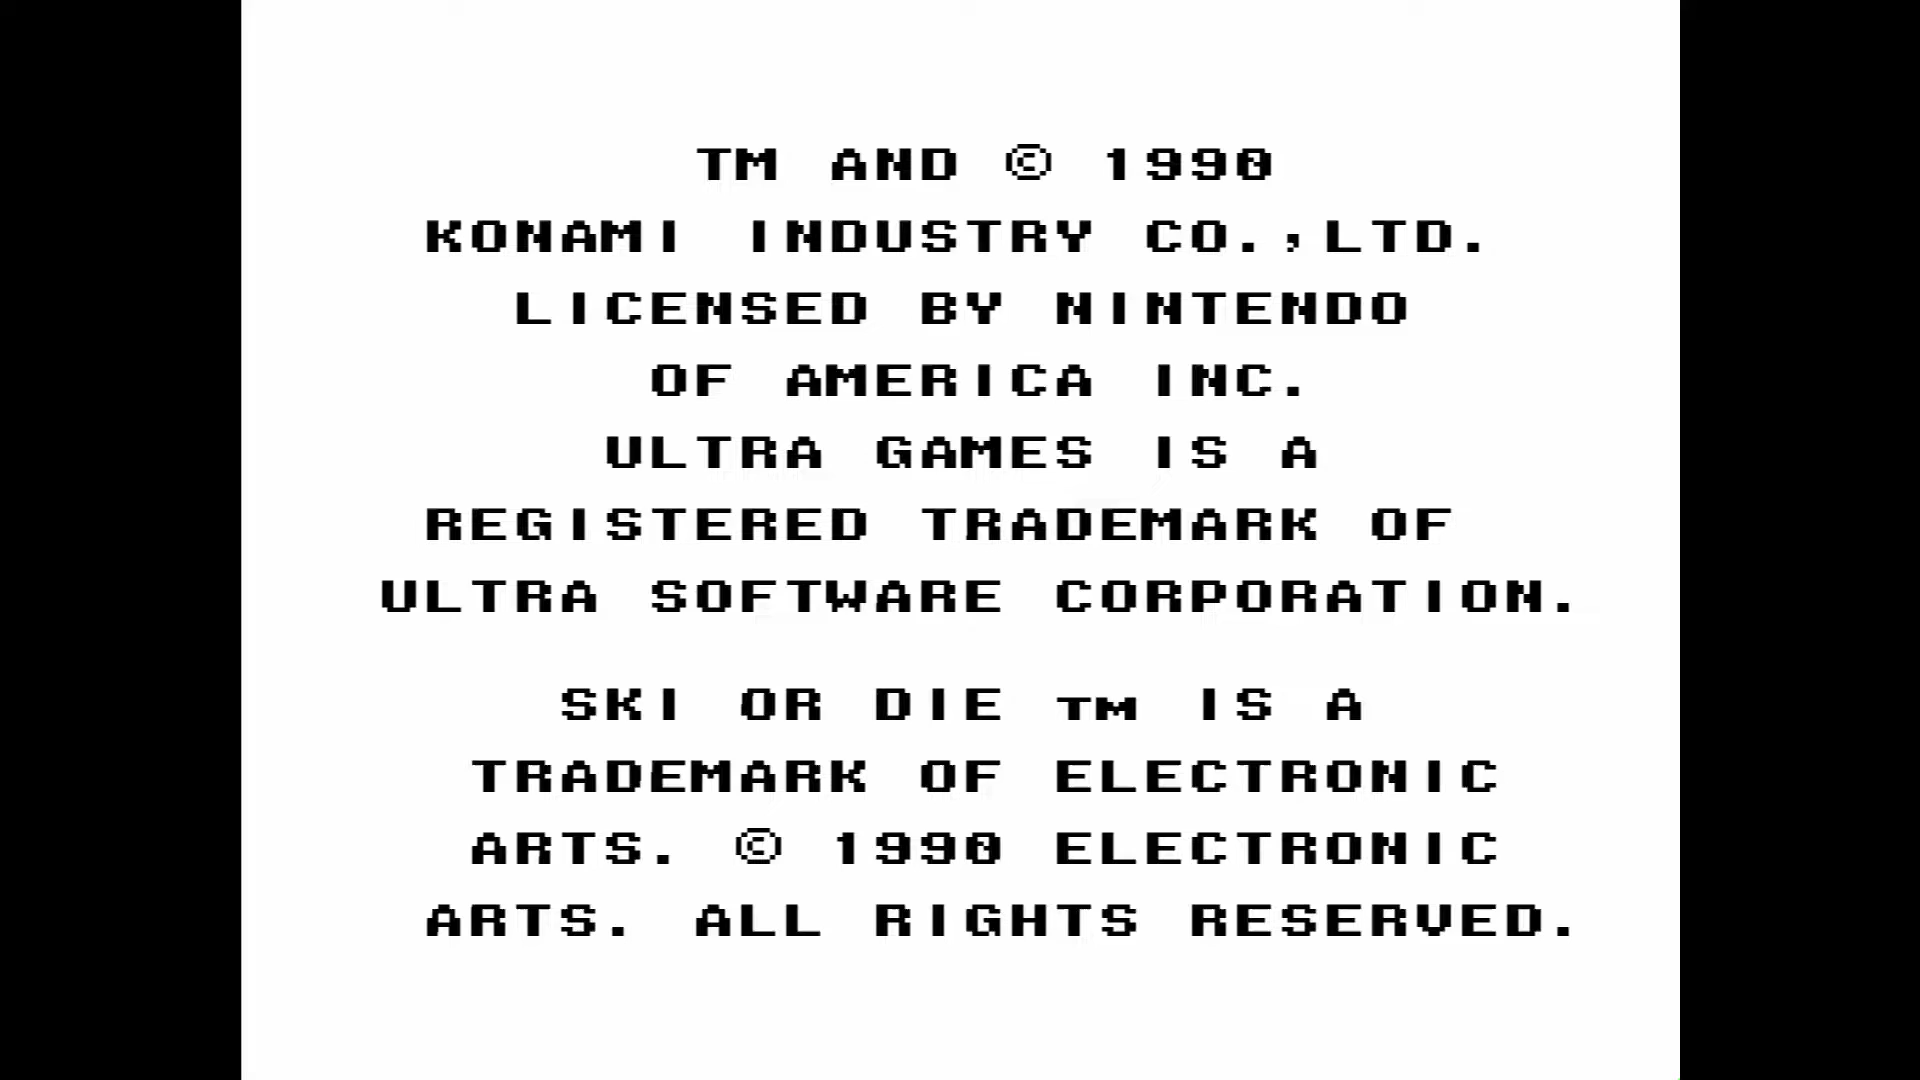 TM AND © 1990
KONAMI INDUSTRY CO.,LTD.
LICENSED BY NINTENDO
OF AMERICA INC.
ULTRA GAMES IS A
REGISTERED TRADEMARK OF
ULTRA SOFTWARE CORPORATION.
SKI OR DIE ™ IS A
TRADEMARK OF ELECTRONIC
ARTS. © 1990 ELECTRONIC
ARTS. ALL RIGHTS RESERVED.